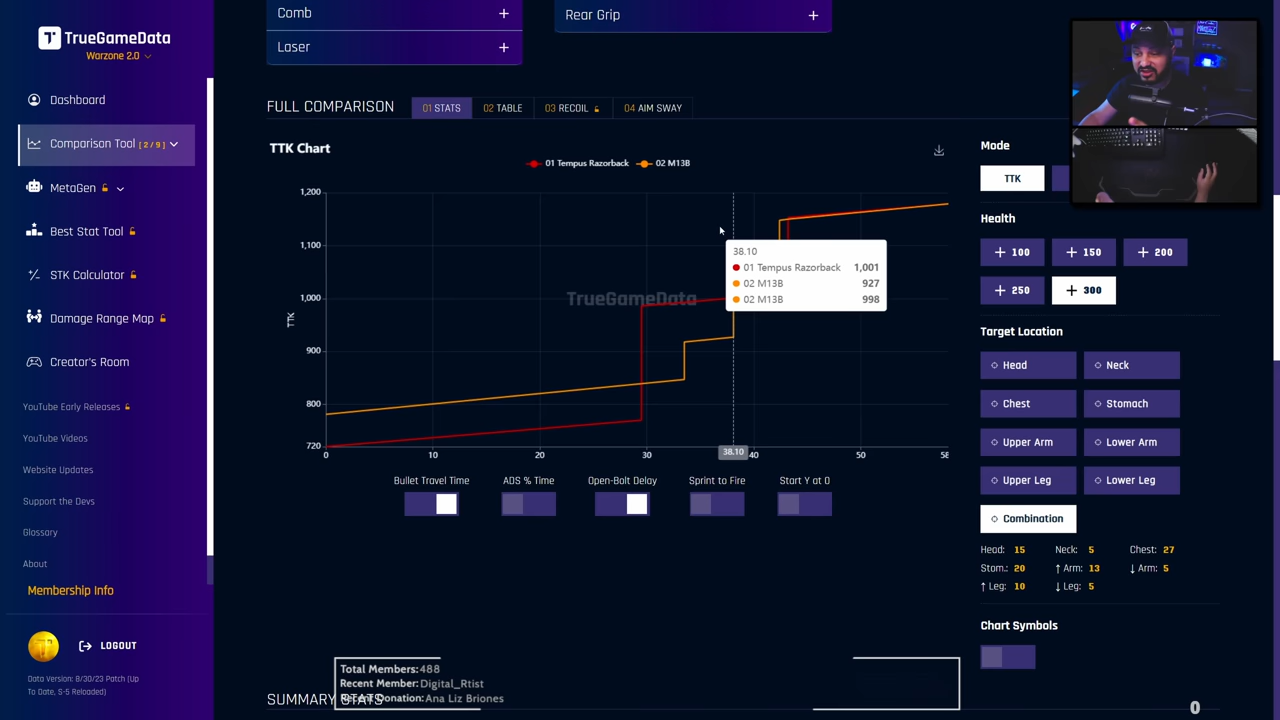 TrueGameData
Warzone 2.0
Dashboard
Comparison Tool [ 2 / 9 ]
MetaGen
Best Stat Tool
STK Calculator
Damage Range Map
Creator's Room
YouTube Early Releases
YouTube Videos
Website Updates
Support the Devs
Glossary
About
Membership Info
LOGOUT
Data Version: 8/30/23 Patch (Up
To Date, S-5 Reloaded)
Comb +
Laser +
Rear Grip +
FULL COMPARISON
01 STATS
02 TABLE
03 RECOIL
04 AIM SWAY
TTK Chart
01 Tempus Razorback 02 M13B
1,200
1,100
1,000
900
800
720
TTK
TrueGameData
38.10
01 Tempus Razorback 1,001
02 M13B 927
02 M13B 998
0 10 20 30 38.10 40 50
Bullet Travel Time
ADS % Time
Open-Bolt Delay
Sprint to Fire
Start Y at 0
Mode
TTK
Health
+ 100
+ 150
+ 200
+ 250
+ 300
Target Location
Head
Neck
Chest
Stomach
Upper Arm
Lower Arm
Upper Leg
Lower Leg
Combination
Head: 15 Neck: 5 Chest: 27
Stom.: 20 ↑ Arm: 13 ↓ Arm: 5
↑ Leg: 10 ↓ Leg: 5
Chart Symbols
Total Members: 488
Recent Member: Digital_Rtist
Recent Donation: Ana Liz Briones
SUMMARY STATS
0